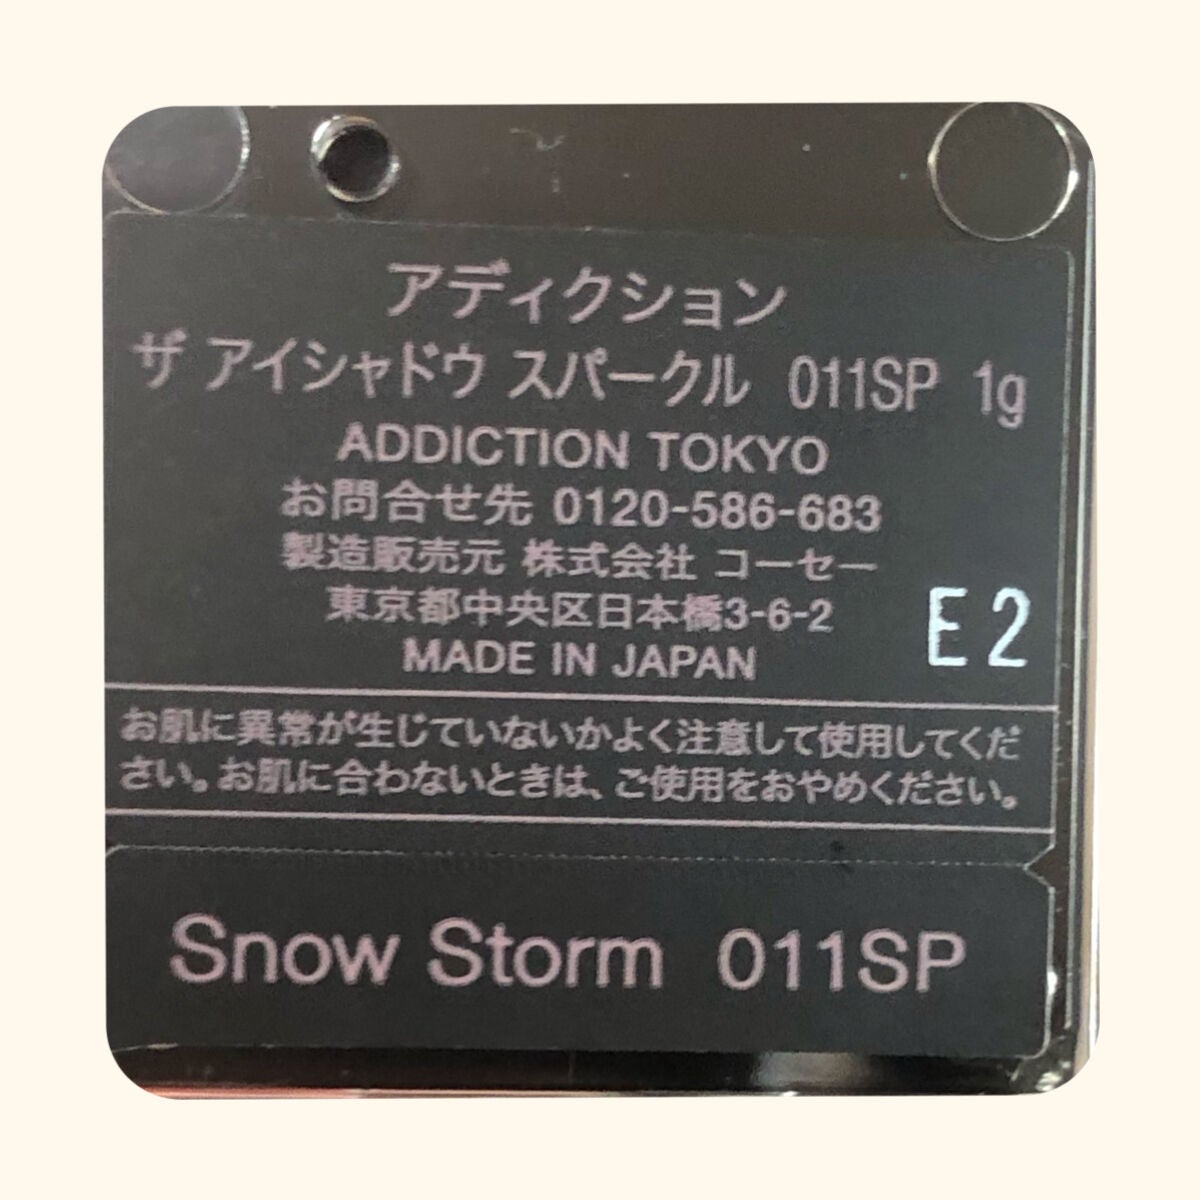 アディクション
ザ アイシャドウ スパークル 011SP 1g
ADDICTION TOKYO
お問合せ先 0120-586-683
製造販売元 株式会社 コーセー
東京都中央区日本橋3-6-2
MADE IN JAPAN
E2
お肌に異常が生じていないかよく注意して使用してくだ
さい。お肌に合わないときは、ご使用をおやめください。
Snow Storm 011SP